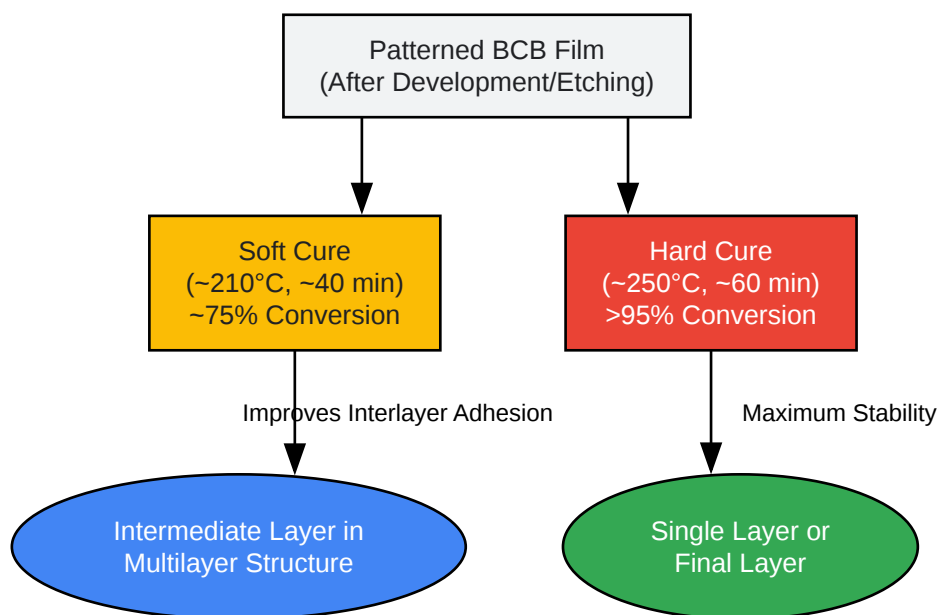 Patterned BCB Film
(After Development/Etching)
Soft Cure
(~210°C, ~40 min)
~75% Conversion
Hard Cure
(~250°C, ~60 min)
>95% Conversion
Improves Interlayer Adhesion
Maximum Stability
Intermediate Layer in
Multilayer Structure
Single Layer or
Final Layer